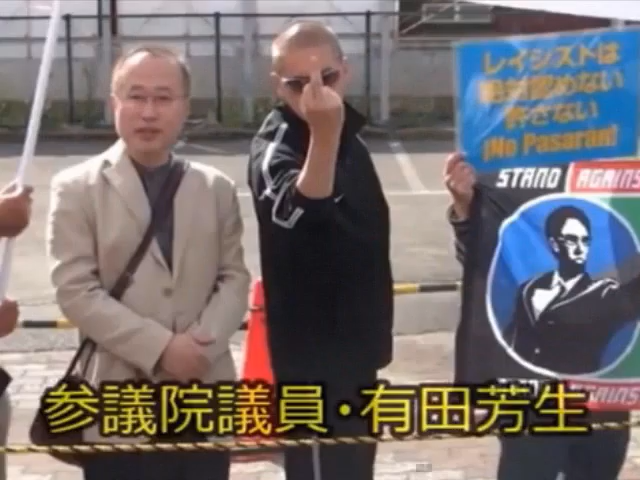 レイシストは
絶対認めない
許さない
¡No Pasaran!
STAND AGAINS
参議院議員・有田芳生
AGAINS